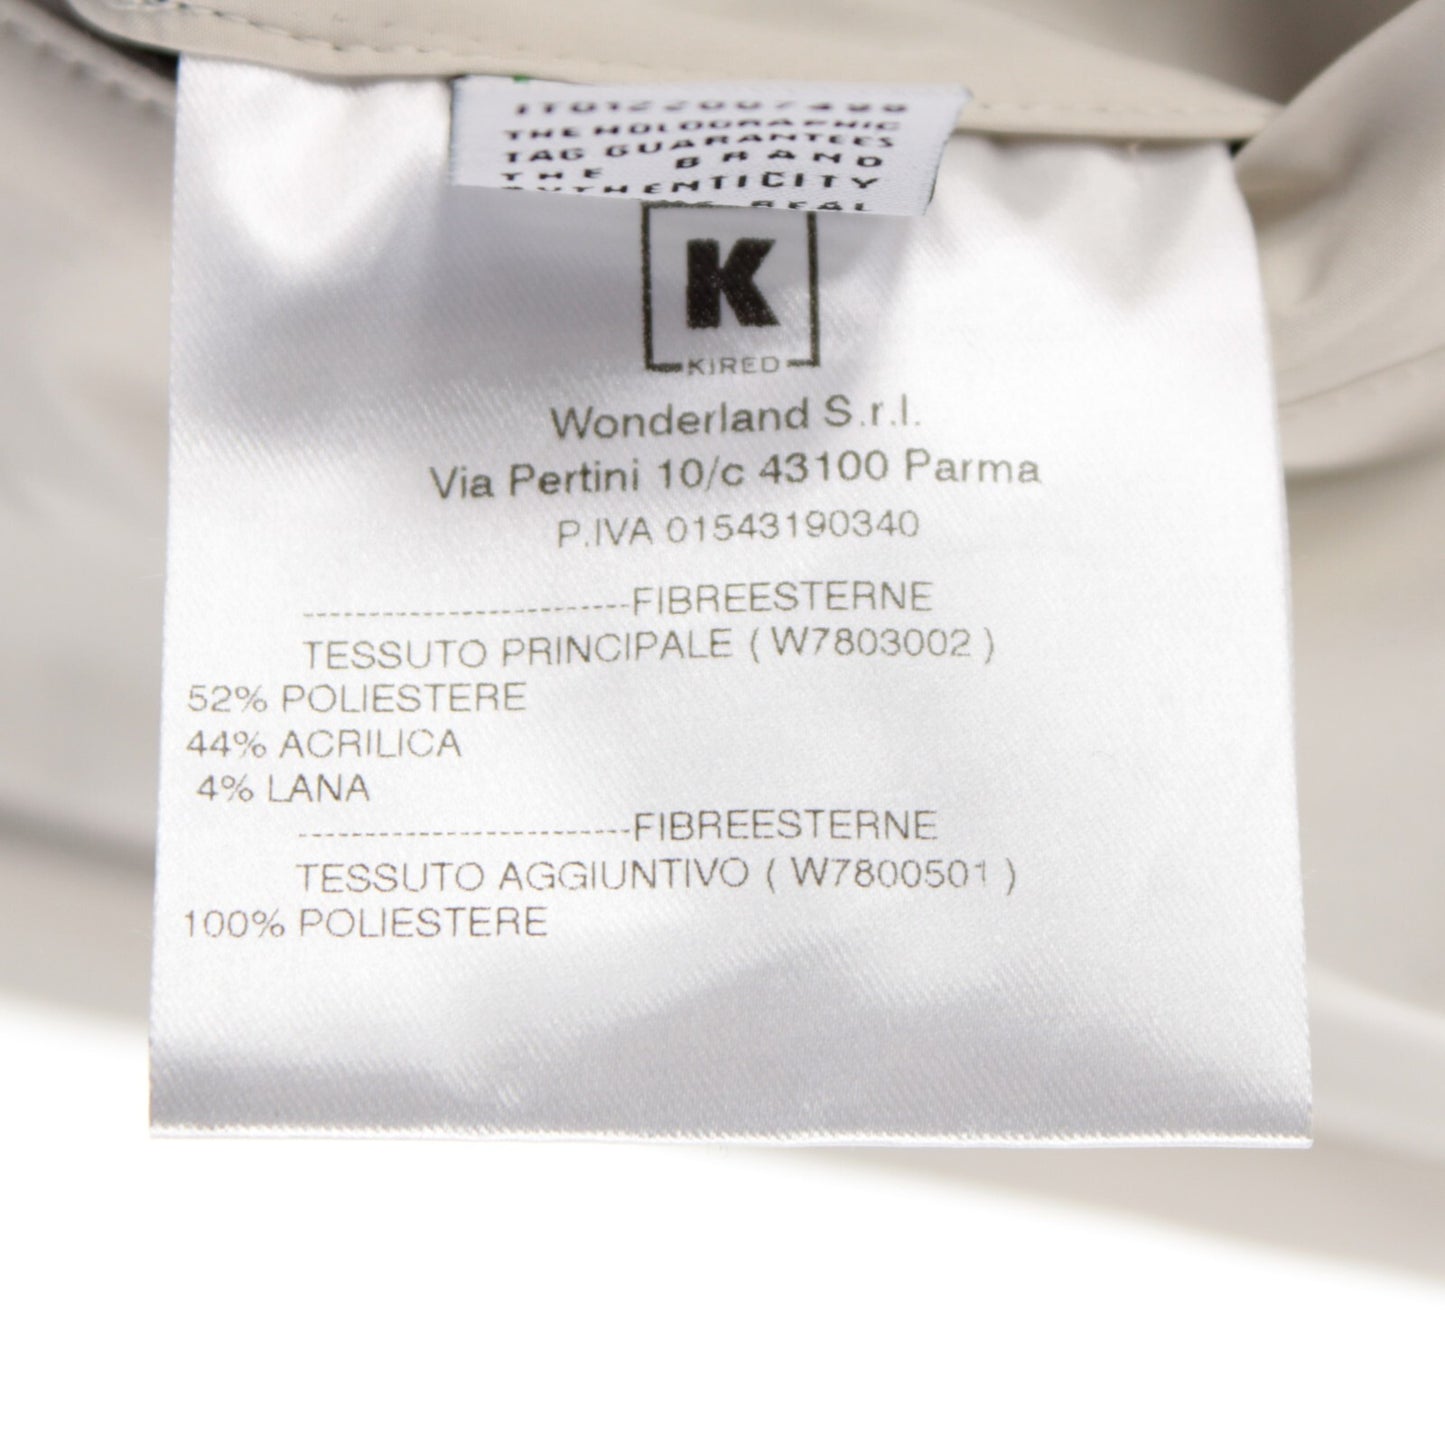 THE HOLOGRAPHIC
TAG GUARANTEES
THE BRAND
AUTHENTICITY
REAL
K
KIRED
Wonderland S.r.l.
Via Pertini 10/c 43100 Parma
P.IVA 01543190340
-------------------------FIBREESTERNE
TESSUTO PRINCIPALE ( W7803002 )
52% POLIESTERE
44% ACRILICA
4% LANA
-------------------------FIBREESTERNE
TESSUTO AGGIUNTIVO ( W7800501 )
100% POLIESTERE